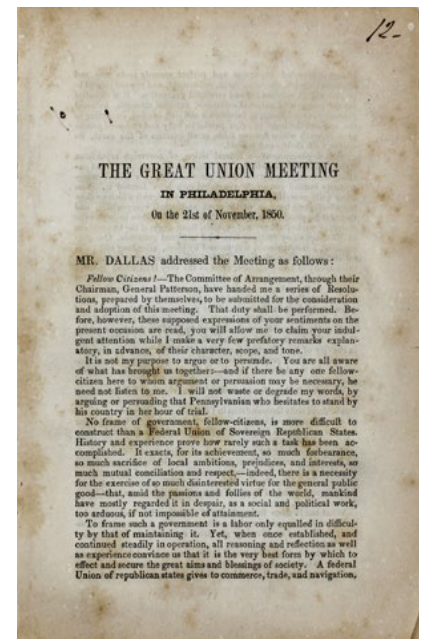 12-
THE GREAT UNION MEETING
IN PHILADELPHIA,
On the 21st of November, 1850.
MR. DALLAS addressed the Meeting as follows:
Fellow Citizens!—The Committee of Arrangement, through their
Chairman, General Patterson, have handed me a series of Resolu-
tions, prepared by themselves, to be submitted for the consideration
and adoption of this meeting. That duty shall be performed. Be-
fore, however, these supposed expressions of your sentiments on the
present occasion are read, you will allow me to claim your indul-
gent attention while I make a very few prefatory remarks explan-
atory, in advance, of their character, scope, and tone.
It is not my purpose to argue or to persuade. You are all aware
of what has brought us together:—and if there be any one fellow-
citizen here to whom argument or persuasion may be necessary, he
need not listen to me. I will not waste or degrade my words, by
arguing or persuading that Pennsylvanian who hesitates to stand by
his country in her hour of trial.
No frame of government, fellow-citizens, is more difficult to
construct than a Federal Union of Sovereign Republican States.
History and experience prove how rarely such a task has been ac-
complished. It exacts, for its achievement, so much forbearance,
so much sacrifice of local ambitions, prejudices, and interests, so
much mutual conciliation and respect,—indeed, there is a necessity
for the exercise of so much disinterested virtue for the general public
good—that, amid the passions and follies of the world, mankind
have mostly regarded it in despair, as a social and political work,
too arduous, if not impossible of attainment.
To frame such a government is a labor only equalled in difficul-
ty by that of maintaining it. Yet, when once established, and
continued steadily in operation, all reasoning and reflection as well
as experience convince us that it is the very best form by which to
effect and secure the great aims and blessings of society. A federal
Union of republican states gives to commerce, trade, and navigation,